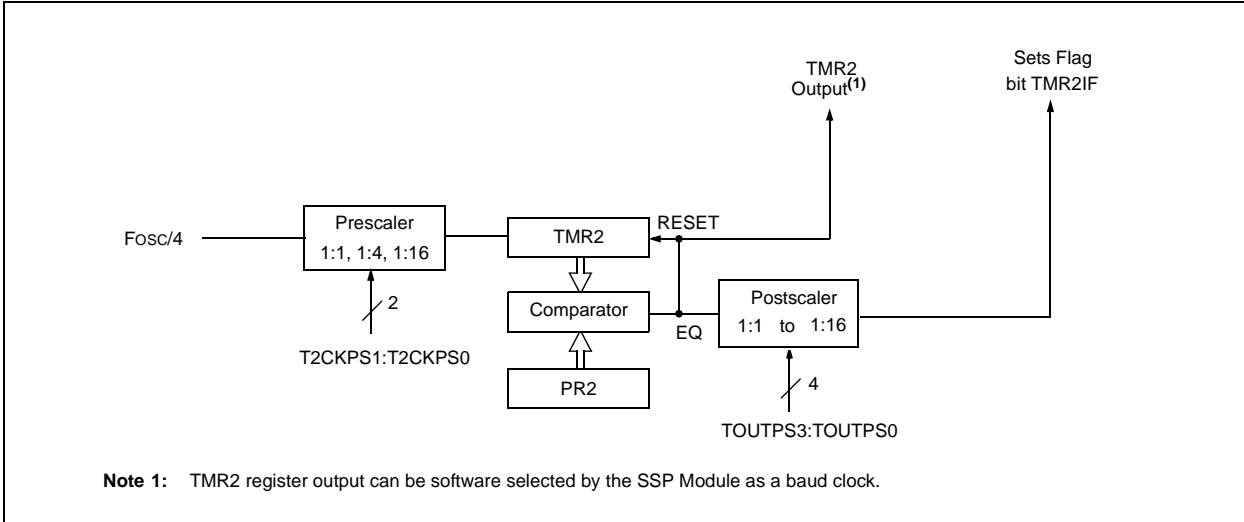 TMR2
Output(1)
Sets Flag
bit TMR2IF
FOSC/4
Prescaler
1:1, 1:4, 1:16
2
T2CKPS1:T2CKPS0
TMR2
RESET
Comparator
EQ
PR2
Postscaler
1:1 to 1:16
4
TOUTPS3:TOUTPS0
Note 1: TMR2 register output can be software selected by the SSP Module as a baud clock.